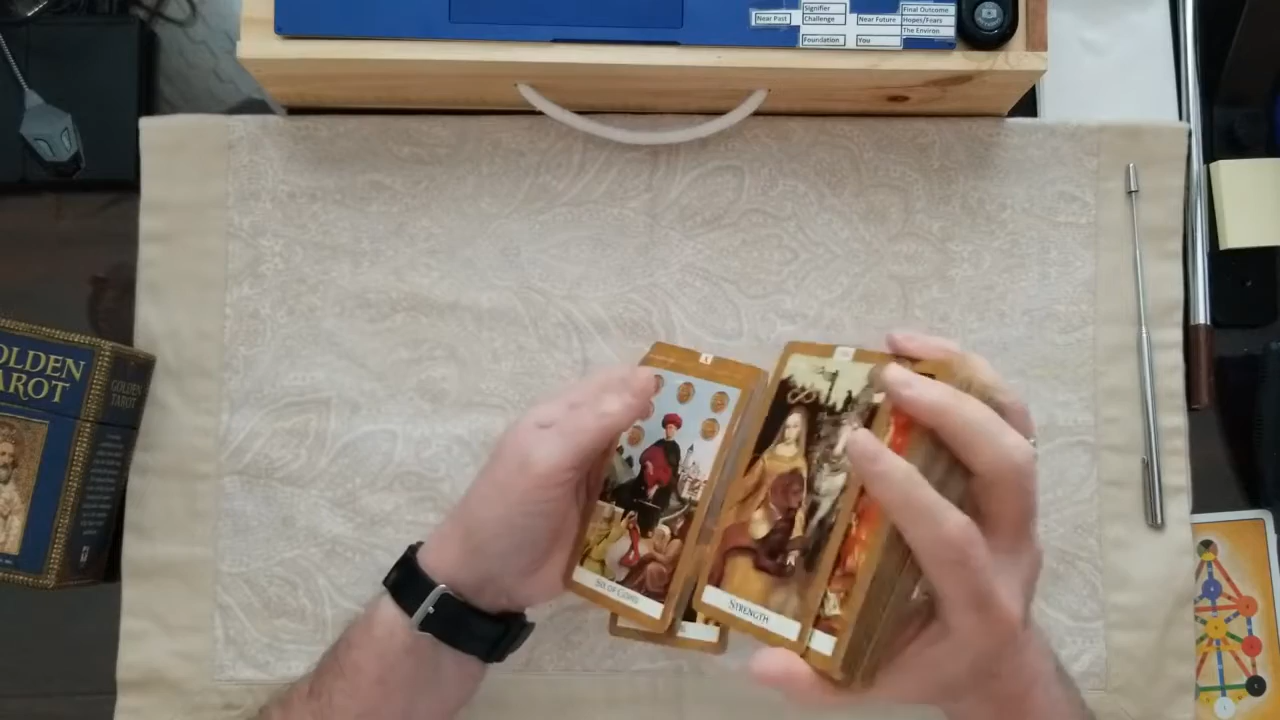 Signifier
Final Outcome
Near Past
Challenge
Near Future
Hopes/Fears
The Environ
Foundation
You
OLDEN
AROT
GOLDEN
TAROT
SIX OF COINS
STRENGTH